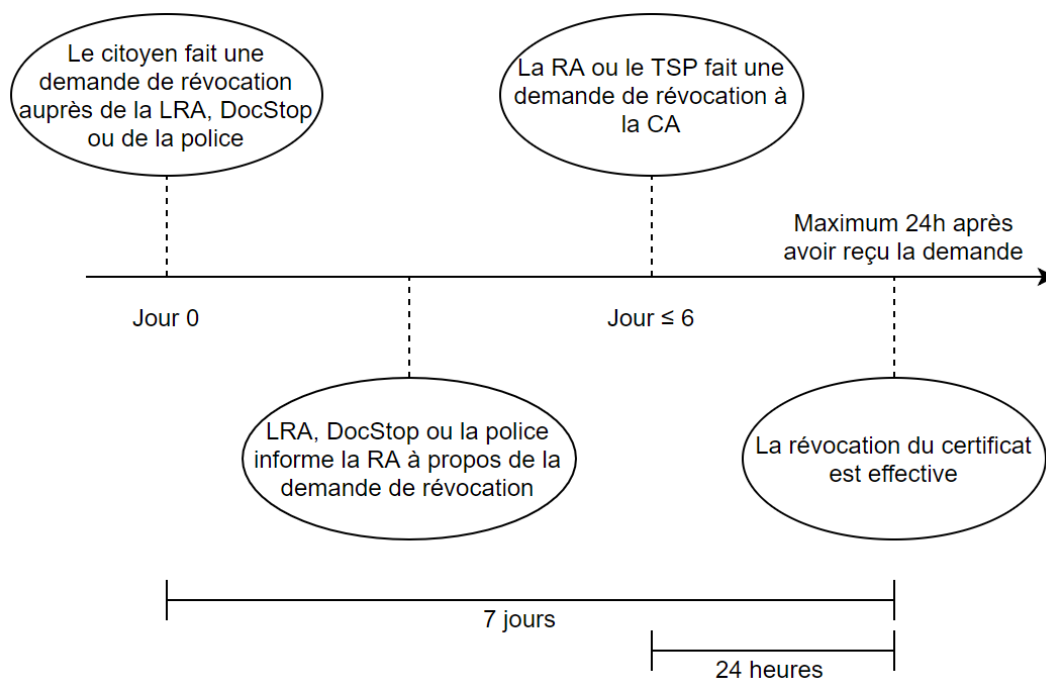 Le citoyen fait une
demande de révocation
auprès de la LRA, DocStop
ou de la police
La RA ou le TSP fait une
demande de révocation à
la CA
Maximum 24h après
avoir reçu la demande
Jour 0
Jour ≤ 6
LRA, DocStop ou la police
informe la RA à propos de la
demande de révocation
La révocation du certificat
est effective
7 jours
24 heures